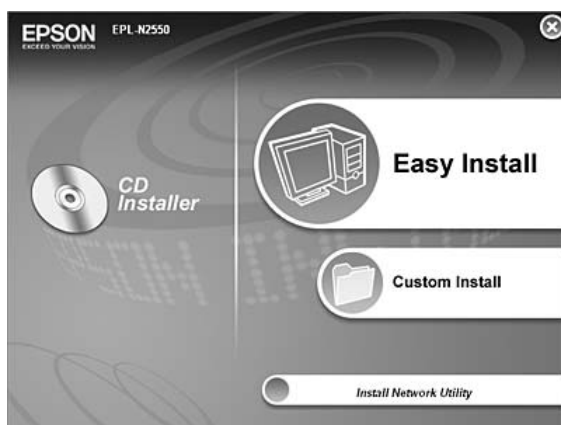 EPSON
EXCEED YOUR VISION
EPL-N2550
CD
Installer
Easy Install
Custom Install
Install Network Utility